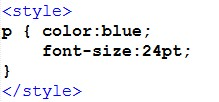 <style>
p { color:blue;
    font-size:24pt;
}
</style>